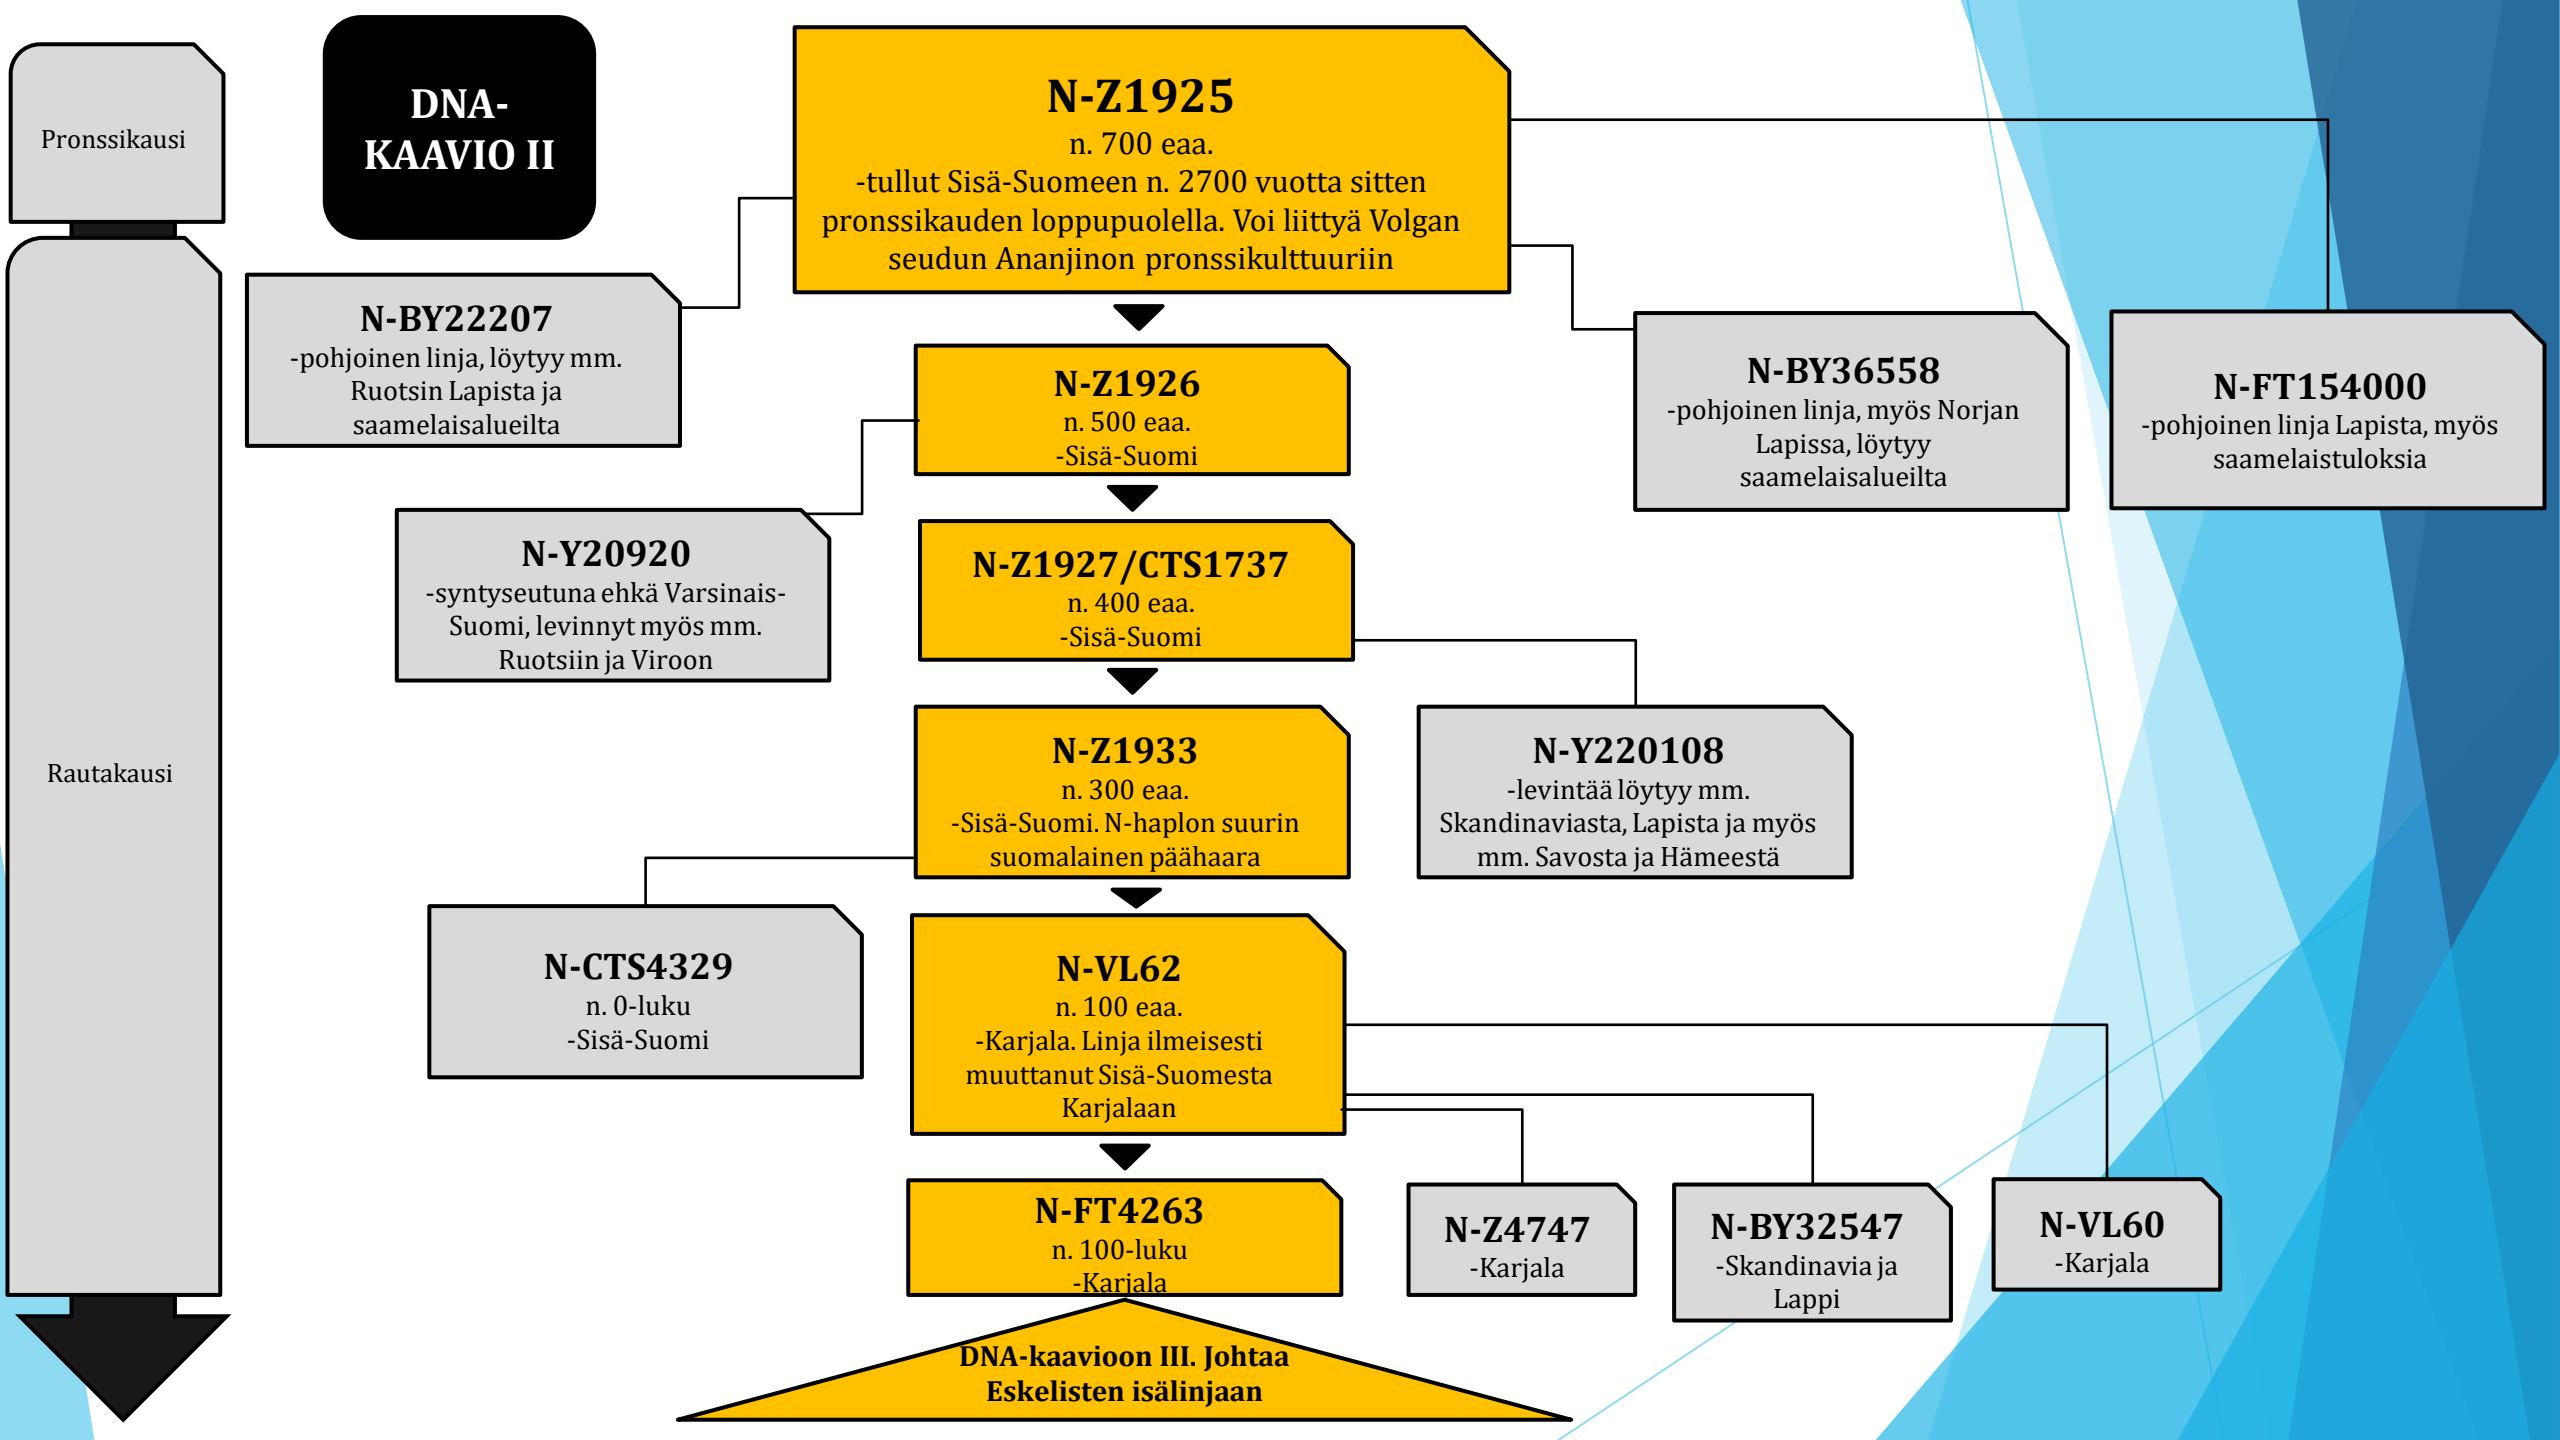 Pronssikausi
Rautakausi
DNA-
KAAVIO II
N-Z1925
n. 700 eaa.
-tullut Sisä-Suomeen n. 2700 vuotta sitten
pronssikauden loppupuolella. Voi liittyä Volgan
seudun Ananjinon pronssikulttuuriin
N-BY22207
-pohjoinen linja, löytyy mm.
Ruotsin Lapista ja
saamelaisalueilta
N-Z1926
n. 500 eaa.
-Sisä-Suomi
N-BY36558
-pohjoinen linja, myös Norjan
Lapissa, löytyy
saamelaisalueilta
N-FT154000
-pohjoinen linja Lapista, myös
saamelaistuloksia
N-Y20920
-syntyseutuna ehkä Varsinais-
Suomi, levinnyt myös mm.
Ruotsiin ja Viroon
N-Z1927/CTS1737
n. 400 eaa.
-Sisä-Suomi
N-Z1933
n. 300 eaa.
-Sisä-Suomi. N-haplon suurin
suomalainen päähaara
N-Y220108
-levintää löytyy mm.
Skandinaviasta, Lapista ja myös
mm. Savosta ja Hämeestä
N-CTS4329
n. 0-luku
-Sisä-Suomi
N-VL62
n. 100 eaa.
-Karjala. Linja ilmeisesti
muuttanut Sisä-Suomesta
Karjalaan
N-FT4263
n. 100-luku
-Karjala
N-Z4747
-Karjala
N-BY32547
-Skandinavia ja
Lappi
N-VL60
-Karjala
DNA-kaavioon III. Johtaa
Eskelisten isälinjaan